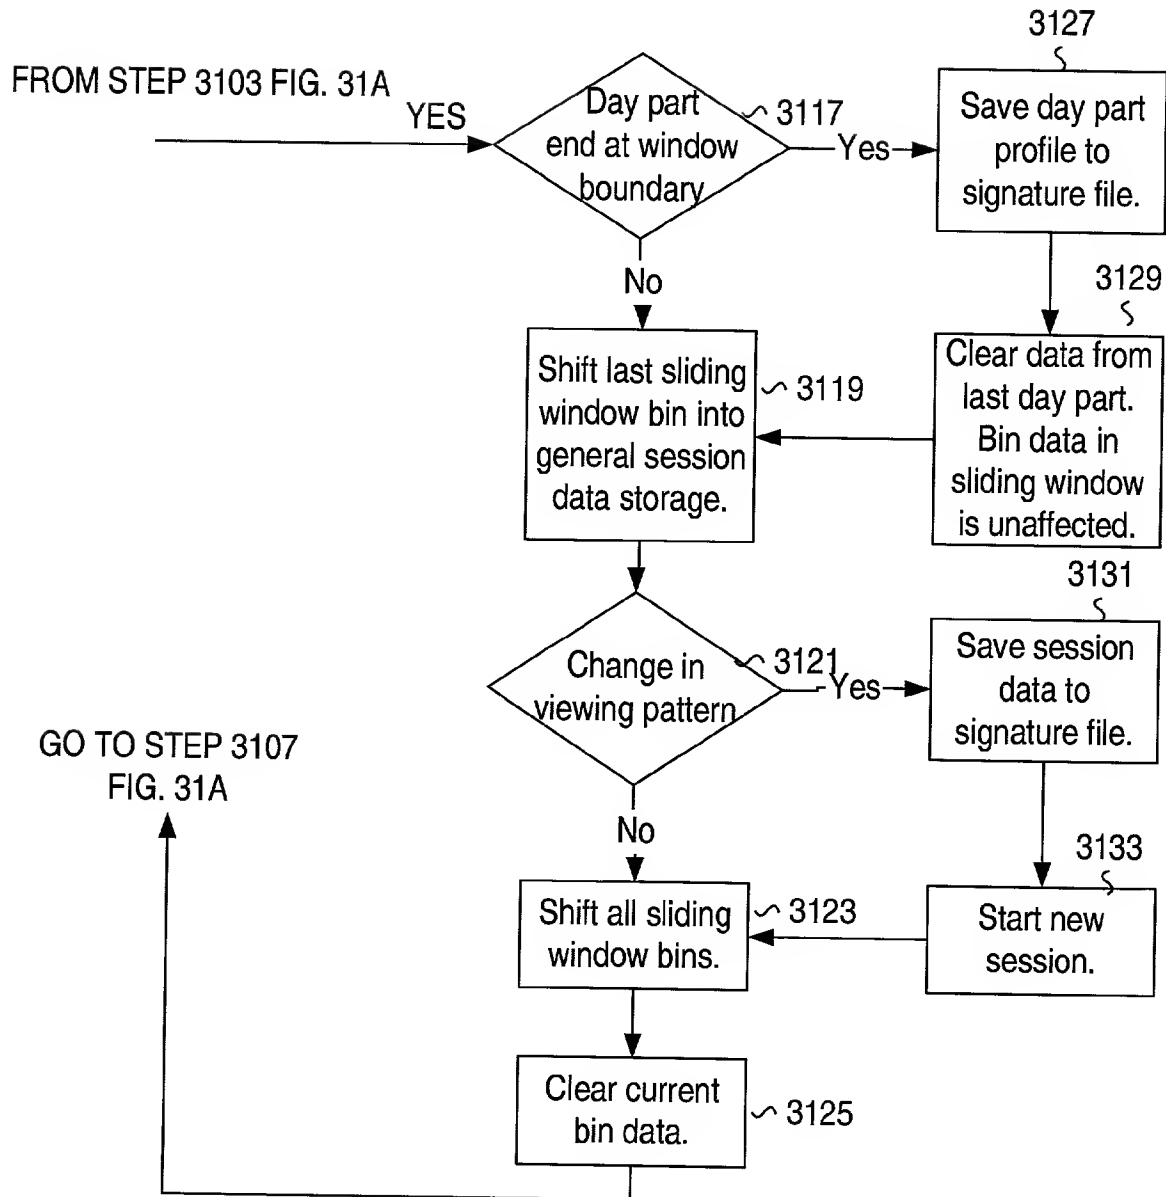 3127
FROM STEP 3103 FIG. 31A
YES
Day part
end at window
boundary
3117
Yes
Save day part
profile to
signature file.
No
3129
Shift last sliding
window bin into
general session
data storage.
3119
Clear data from
last day part.
Bin data in
sliding window
is unaffected.
3131
Change in
viewing pattern
3121
Yes
Save session
data to
signature file.
GO TO STEP 3107
FIG. 31A
No
3133
Shift all sliding
window bins.
3123
Start new
session.
Clear current
bin data.
3125